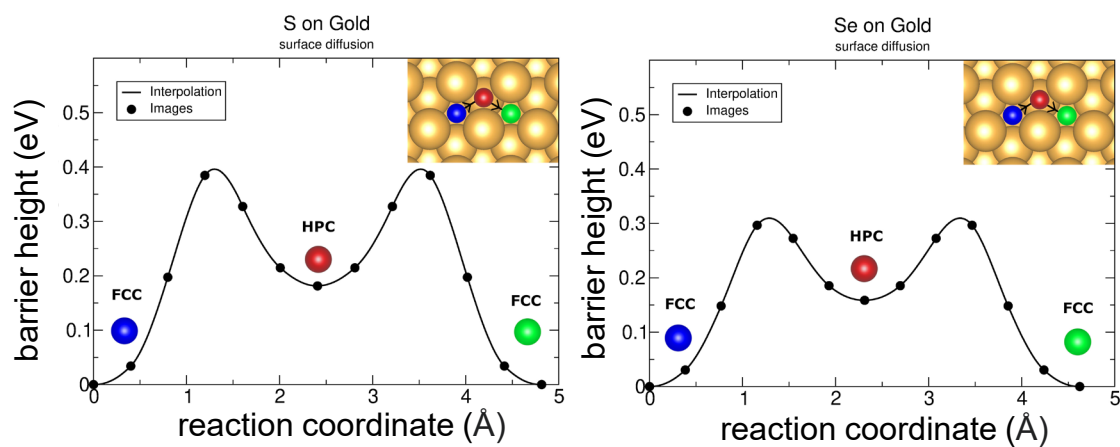 S on Gold
surface diffusion
Interpolation
Images
barrier height (eV)
0.5
0.4
0.3
0.2
0.1
0
FCC
HPC
FCC
0
1
2
3
4
5
reaction coordinate (Å)
Se on Gold
surface diffusion
Interpolation
Images
barrier height (eV)
0.5
0.4
0.3
0.2
0.1
0
FCC
HPC
FCC
0
1
2
3
4
5
reaction coordinate (Å)